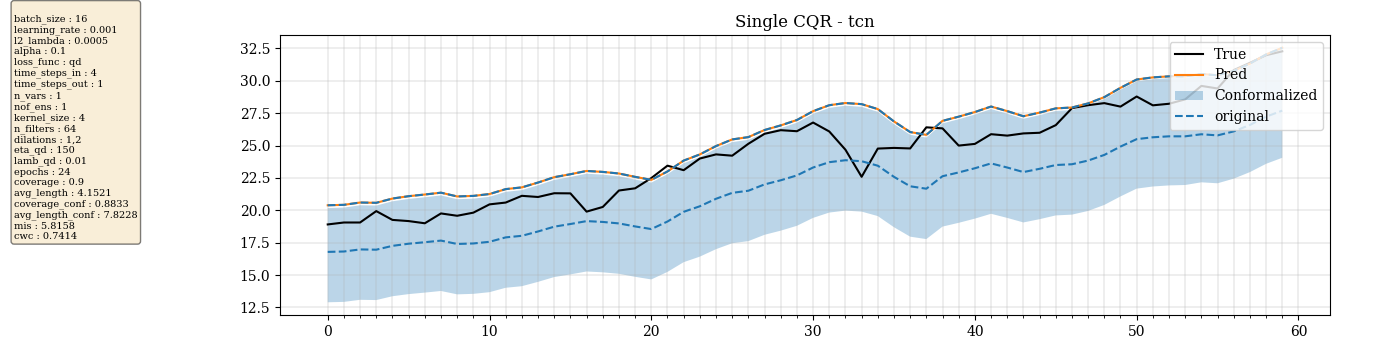 batch_size : 16
learning_rate : 0.001
l2_lambda : 0.0005
alpha : 0.1
loss_func : qd
time_steps_in : 4
time_steps_out : 1
n_vars : 1
nof_ens : 1
kernel_size : 4
n_filters : 64
dilations : 1,2
eta_qd : 150
lamb_qd : 0.01
epochs : 24
coverage : 0.9
avg_length : 4.1521
coverage_conf : 0.8833
avg_length_conf : 7.8228
mis : 5.8158
cwc : 0.7414
Single CQR - tcn
32.5
30.0
27.5
25.0
22.5
20.0
17.5
15.0
12.5
True
Pred
Conformalized
original
0 10 20 30 40 50 60